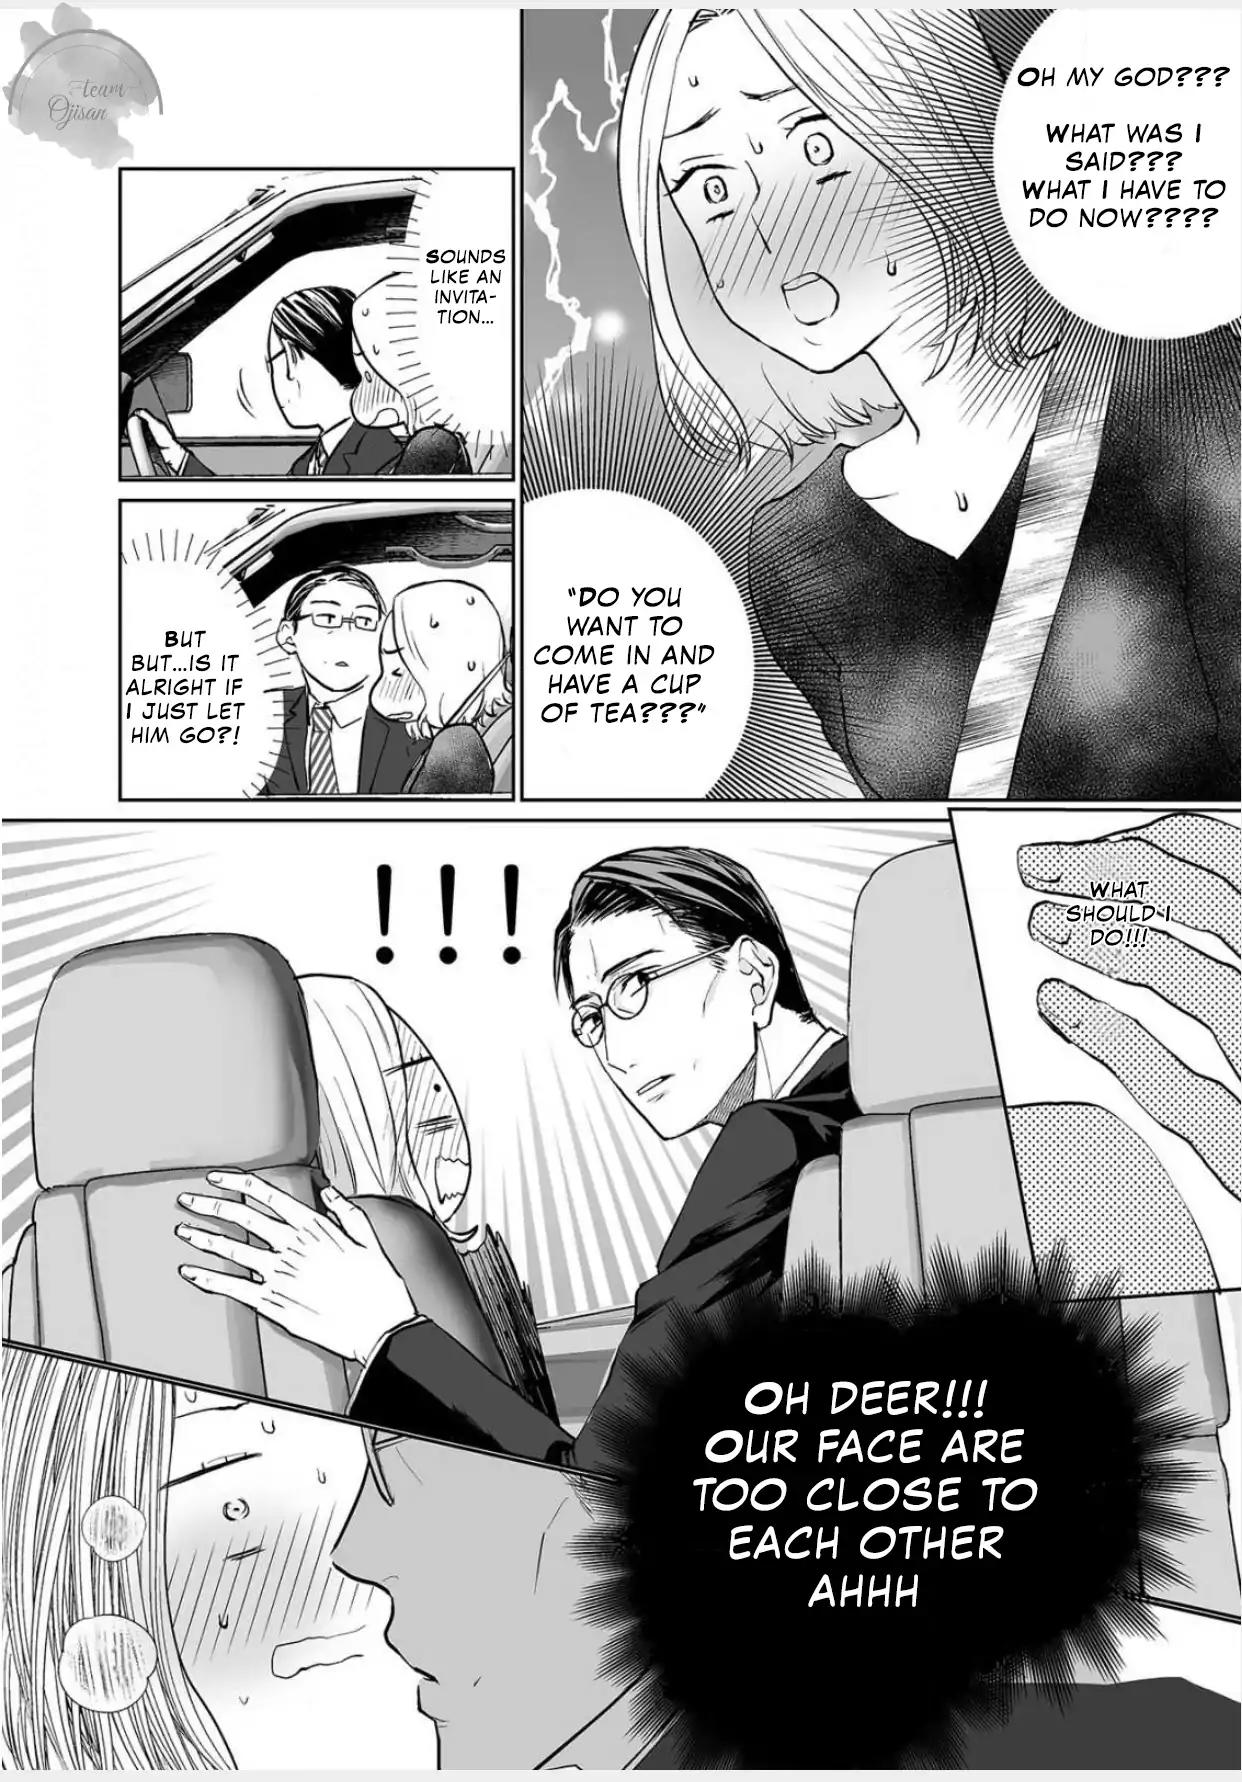 team
Ojisan
OH MY GOD???
WHAT WAS I
SAID???
WHAT I HAVE TO
DO NOW????
"DO YOU
WANT TO
COME IN AND
HAVE A CUP
OF TEA???"
SOUNDS
LIKE AN
INVITA-
TION...
BUT
BUT...IS IT
ALRIGHT IF
I JUST LET
HIM GO?!
WHAT
SHOULD I
DO!!!
!!!
OH DEER!!!
OUR FACE ARE
TOO CLOSE TO
EACH OTHER
AHHH